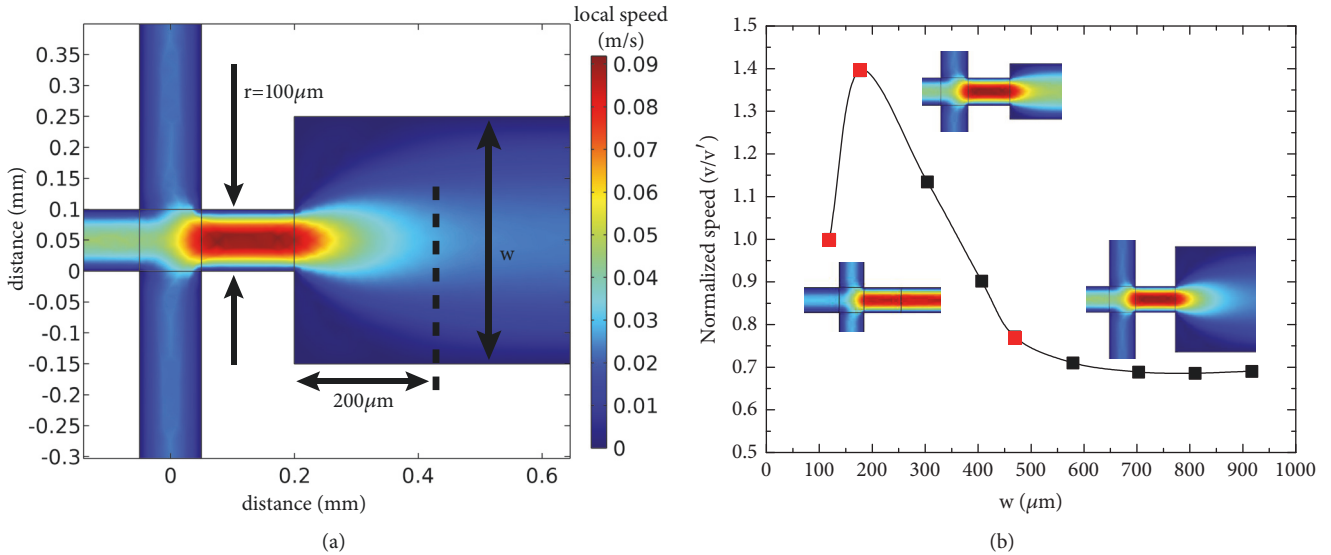 local speed
(m/s)
0.35
0.3
0.25
0.2
0.15
0.1
0.05
0
-0.05
-0.1
-0.15
-0.2
-0.25
-0.3
distance (mm)
r=100μm
w
200μm
0 0.2 0.4 0.6
distance (mm)
0.09
0.08
0.07
0.06
0.05
0.04
0.03
0.02
0.01
0
(a)
1.5
1.4
1.3
1.2
1.1
1.0
0.9
0.8
0.7
0.6
0.5
Normalized speed (v/v′)
0 100 200 300 400 500 600 700 800 900 1000
w (μm)
(b)